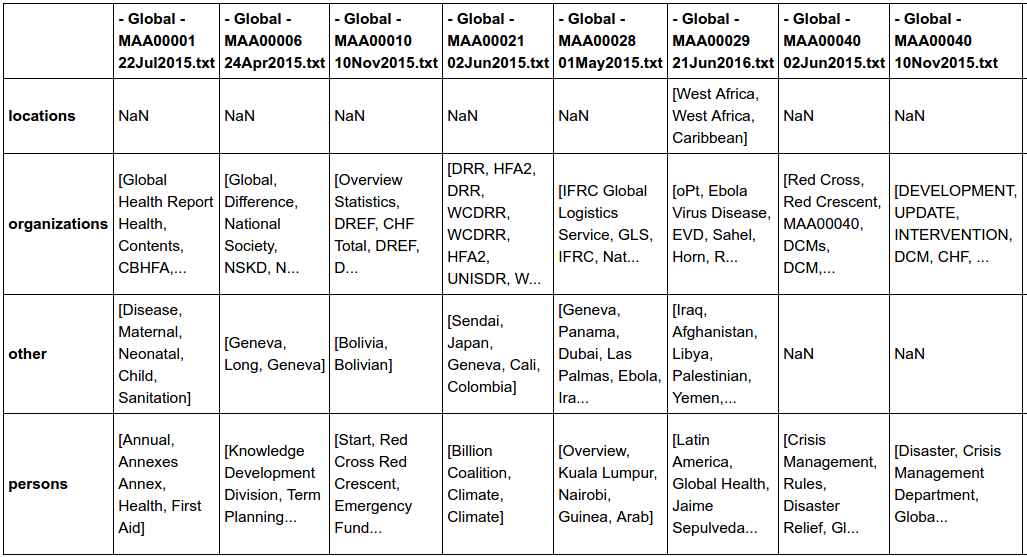 - Global - MAA00001 22Jul2015.txt
- Global - MAA00006 24Apr2015.txt
- Global - MAA00010 10Nov2015.txt
- Global - MAA00021 02Jun2015.txt
- Global - MAA00028 01May2015.txt
- Global - MAA00029 21Jun2016.txt
- Global - MAA00040 02Jun2015.txt
- Global - MAA00040 10Nov2015.txt
locations
NaN
NaN
NaN
NaN
NaN
[West Africa, West Africa, Caribbean]
NaN
NaN
organizations
[Global Health Report Health, Contents, CBHFA,...
[Global, Difference, National Society, NSKD, N...
[Overview Statistics, DREF, CHF Total, DREF, D...
[DRR, HFA2, DRR, WCDRR, WCDRR, HFA2, UNISDR, W...
[IFRC Global Logistics Service, GLS, IFRC, Nat...
[oPt, Ebola Virus Disease, EVD, Sahel, Horn, R...
[Red Cross, Red Crescent, MAA00040, DCMs, DCM,...
[DEVELOPMENT, UPDATE, INTERVENTION, DCM, CHF, ...
other
[Disease, Maternal, Neonatal, Child, Sanitation]
[Geneva, Long, Geneva]
[Bolivia, Bolivian]
[Sendai, Japan, Geneva, Cali, Colombia]
[Geneva, Panama, Dubai, Las Palmas, Ebola, Ira...
[Iraq, Afghanistan, Libya, Palestinian, Yemen,...
NaN
NaN
persons
[Annual, Annexes Annex, Health, First Aid]
[Knowledge Development Division, Term Planning...
[Start, Red Cross Red Crescent, Emergency Fund...
[Billion Coalition, Climate, Climate]
[Overview, Kuala Lumpur, Nairobi, Guinea, Arab]
[Latin America, Global Health, Jaime Sepulveda...
[Crisis Management, Rules, Disaster Relief, Gl...
[Disaster, Crisis Management Department, Globa...